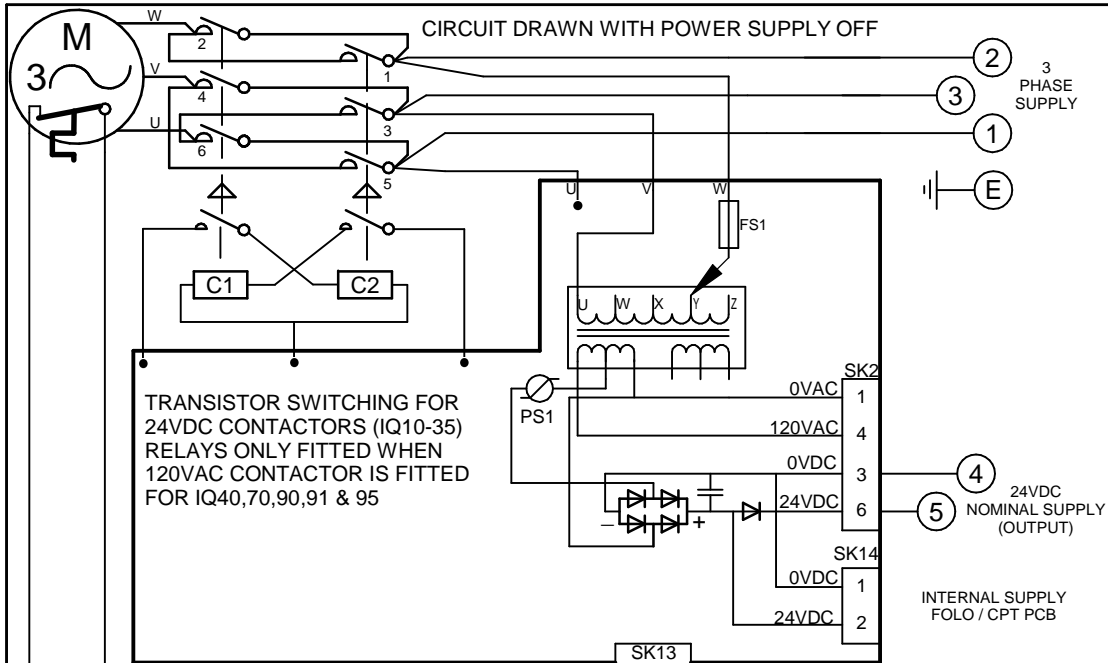 CIRCUIT DRAWN WITH POWER SUPPLY OFF
W
M
3
V
U
2
1
4
3
6
5
2
3
1
E
3
PHASE
SUPPLY
U
V
W
FS1
C1
C2
U
W
X
Y
Z
PS1
TRANSISTOR SWITCHING FOR
24VDC CONTACTORS (IQ10-35)
RELAYS ONLY FITTED WHEN
120VAC CONTACTOR IS FITTED
FOR IQ40,70,90,91 & 95
SK2
0VAC
1
120VAC
4
0VDC
3
24VDC
6
4
5
24VDC
NOMINAL SUPPLY
(OUTPUT)
– +
SK14
0VDC
1
24VDC
2
INTERNAL SUPPLY
FOLO / CPT PCB
SK13